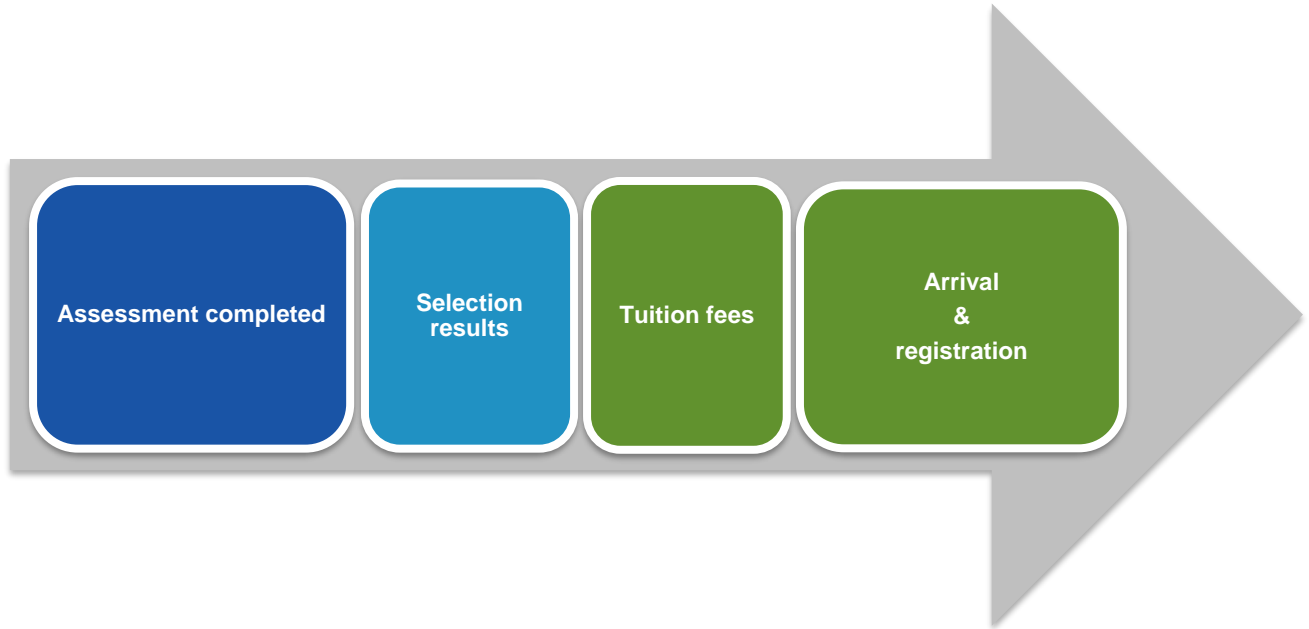 Assessment completed
Selection
results
Tuition fees
Arrival
&
registration